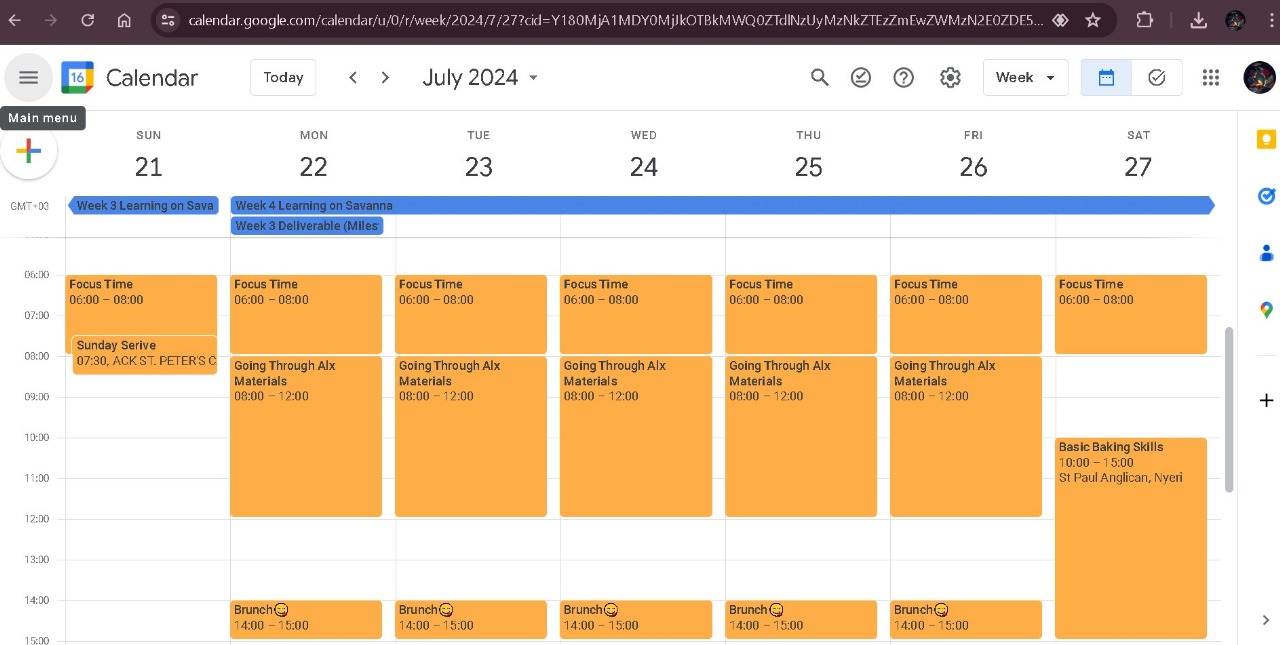 calendar.google.com/calendar/u/0/r/week/2024/7/27?cid=Y180MjA1MDY0MjJkOTBkMWQ0ZTdlNzUyMzNkZTEzZmEwZWMzN2E0ZDE5...
16 Calendar Today July 2024 Week
Main menu
SUN MON TUE WED THU FRI SAT
21 22 23 24 25 26 27
GMT+03
Week 3 Learning on Sava Week 4 Learning on Savanna
Week 3 Deliverable (Miles
06:00
07:00
08:00
09:00
10:00
11:00
12:00
13:00
14:00
15:00
Focus Time
06:00 – 08:00
Sunday Serive
07:30, ACK ST. PETER'S C
Focus Time
06:00 – 08:00
Going Through Alx
Materials
08:00 – 12:00
Brunch😋
14:00 – 15:00
Focus Time
06:00 – 08:00
Going Through Alx
Materials
08:00 – 12:00
Brunch😋
14:00 – 15:00
Focus Time
06:00 – 08:00
Going Through Alx
Materials
08:00 – 12:00
Brunch😋
14:00 – 15:00
Focus Time
06:00 – 08:00
Going Through Alx
Materials
08:00 – 12:00
Brunch😋
14:00 – 15:00
Focus Time
06:00 – 08:00
Going Through Alx
Materials
08:00 – 12:00
Brunch😋
14:00 – 15:00
Focus Time
06:00 – 08:00
Basic Baking Skills
10:00 – 15:00
St Paul Anglican, Nyeri